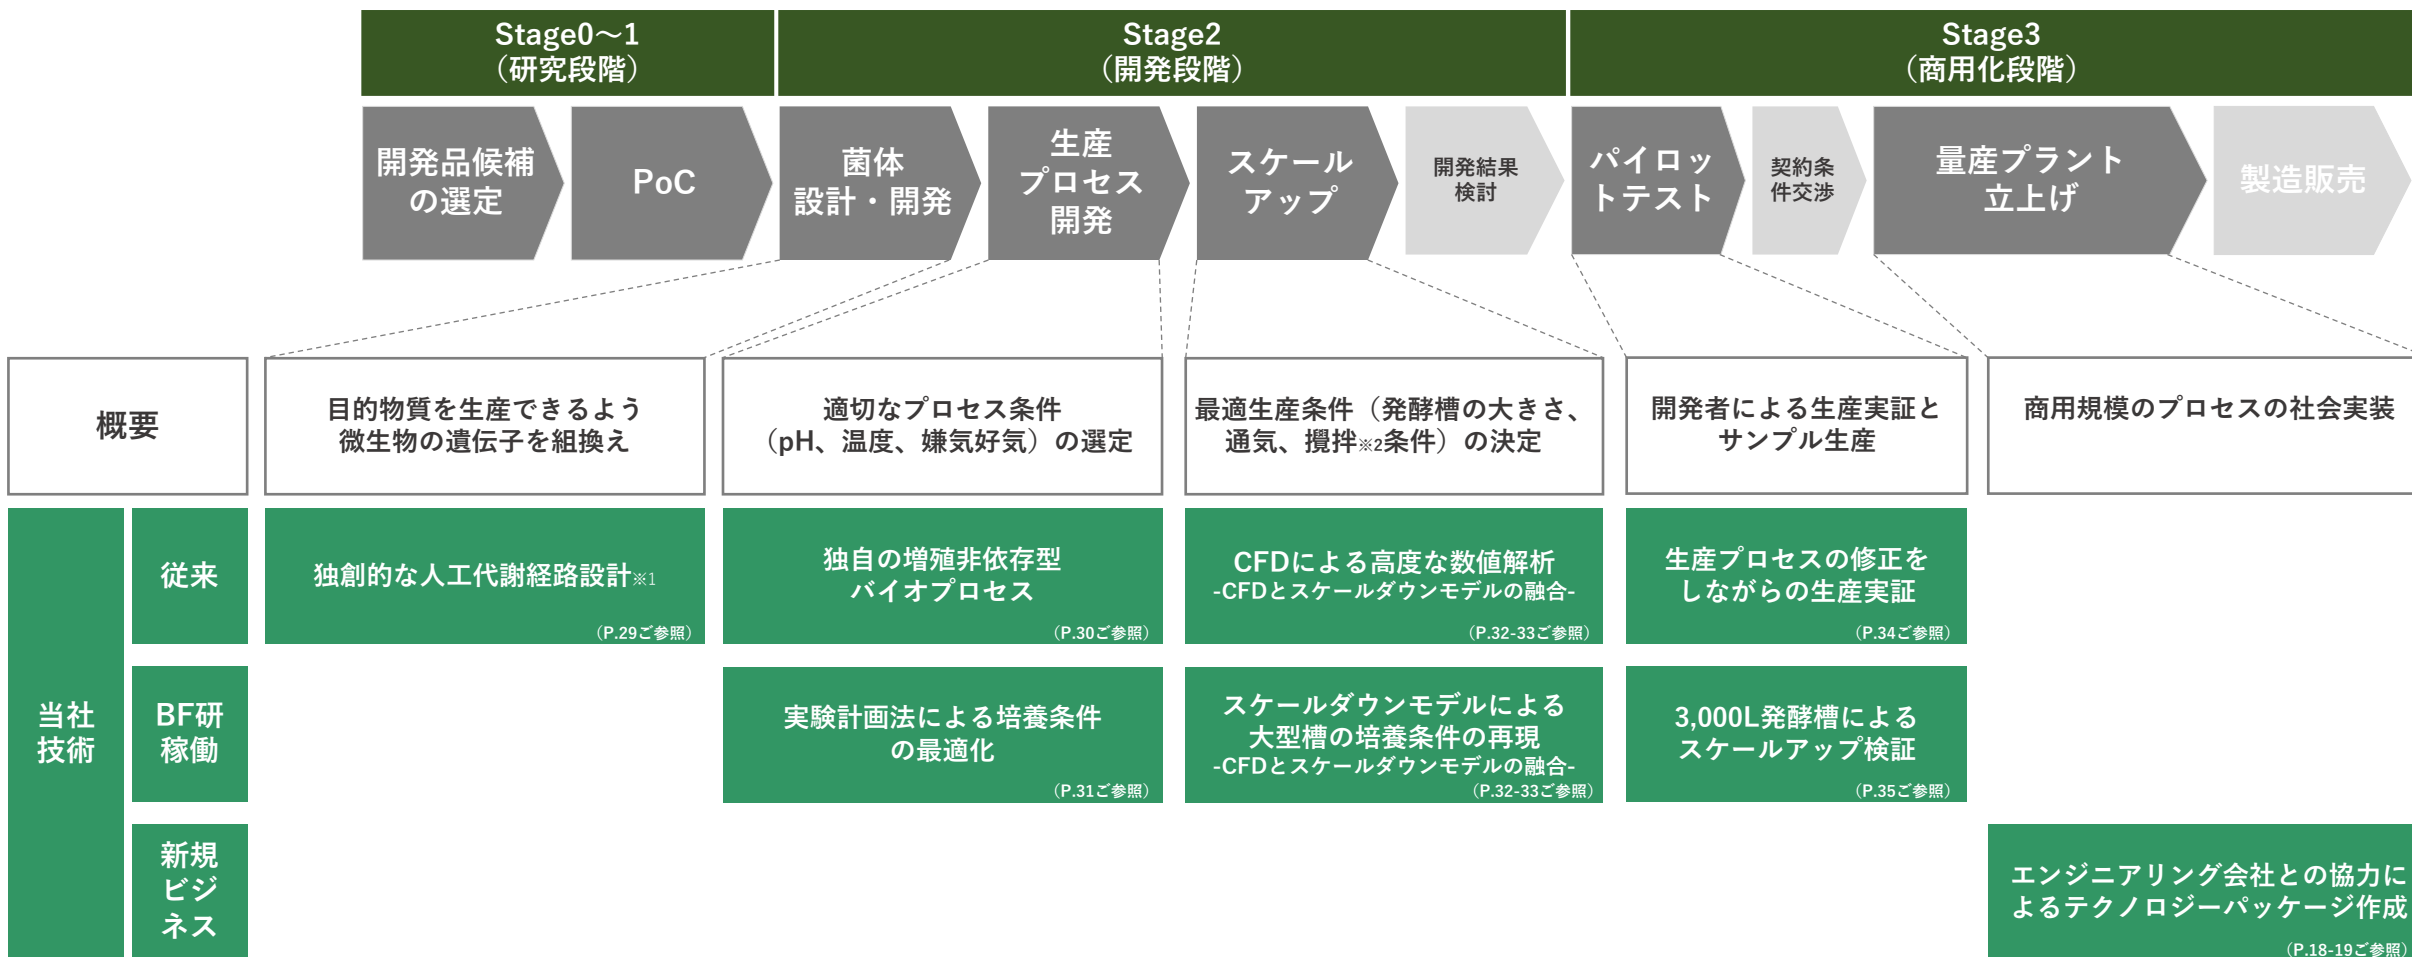 Stage0～1
（研究段階）
Stage2
（開発段階）
Stage3
（商用化段階）
開発品候補
の選定
PoC
菌体
設計・開発
生産
プロセス
開発
スケール
アップ
開発結果
検討
パイロッ
トテスト
契約条
件交渉
量産プラント
立上げ
製造販売
概要
目的物質を生産できるよう
微生物の遺伝子を組換え
適切なプロセス条件
（pH、温度、嫌気好気）の選定
最適生産条件（発酵槽の大きさ、
通気、攪拌※2条件）の決定
開発者による生産実証と
サンプル生産
商用規模のプロセスの社会実装
当社
技術
従来
独創的な人工代謝経路設計※1
（P.29ご参照）
独自の増殖非依存型
バイオプロセス
（P.30ご参照）
CFDによる高度な数値解析
-CFDとスケールダウンモデルの融合-
（P.32-33ご参照）
生産プロセスの修正を
しながらの生産実証
（P.34ご参照）
BF研
稼働
実験計画法による培養条件
の最適化
（P.31ご参照）
スケールダウンモデルによる
大型槽の培養条件の再現
-CFDとスケールダウンモデルの融合-
（P.32-33ご参照）
3,000L発酵槽による
スケールアップ検証
（P.35ご参照）
新規
ビジ
ネス
エンジニアリング会社との協力に
よるテクノロジーパッケージ作成
（P.18-19ご参照）